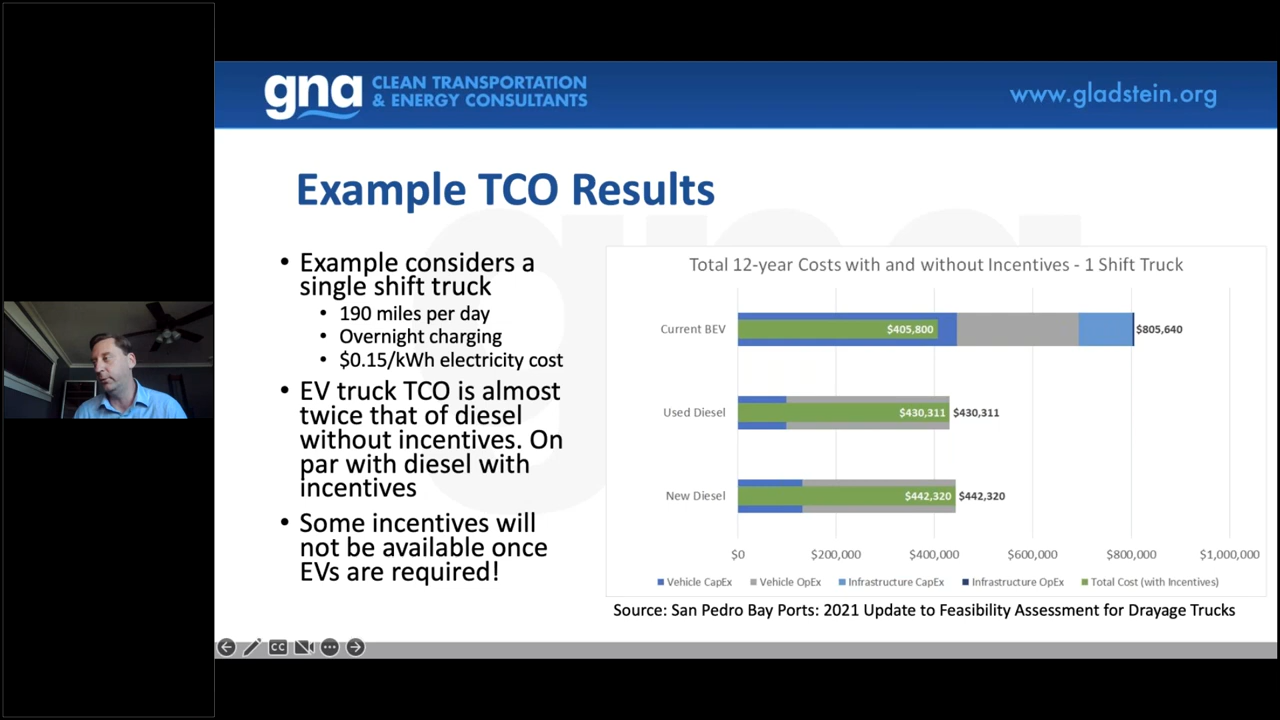 gna CLEAN TRANSPORTATION
& ENERGY CONSULTANTS
www.gladstein.org
Example TCO Results
• Example considers a
single shift truck
• 190 miles per day
• Overnight charging
• $0.15/kWh electricity cost
• EV truck TCO is almost
twice that of diesel
without incentives. On
par with diesel with
incentives
• Some incentives will
not be available once
EVs are required!
Total 12-year Costs with and without Incentives - 1 Shift Truck
Current BEV $405,800 $805,640
Used Diesel $430,311 $430,311
New Diesel $442,320 $442,320
$0 $200,000 $400,000 $600,000 $800,000 $1,000,000
Vehicle CapEx Vehicle OpEx Infrastructure CapEx Infrastructure OpEx Total Cost (with Incentives)
Source: San Pedro Bay Ports: 2021 Update to Feasibility Assessment for Drayage Trucks
CC